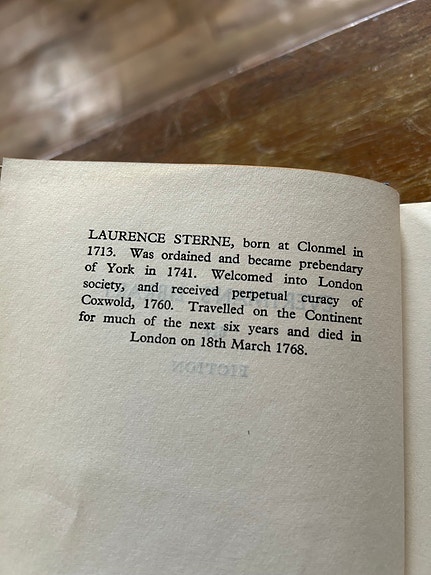 LAURENCE STERNE, born at Clonmel in
1713. Was ordained and became prebendary
of York in 1741. Welcomed into London
society, and received perpetual curacy of
Coxwold, 1760. Travelled on the Continent
for much of the next six years and died in
London on 18th March 1768.
FICTION